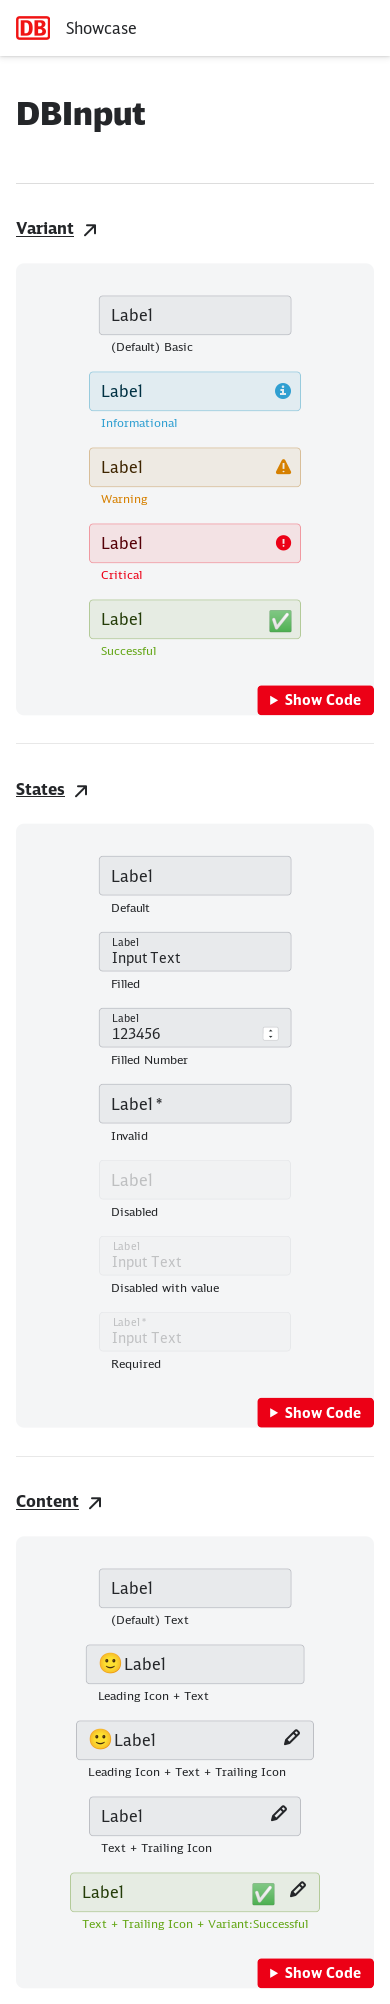 DB Showcase
DBInput
Variant
Label
(Default) Basic
Label
Informational
Label
Warning
Label
Critical
Label
Successful
Show Code
States
Label
Default
Label
Input Text
Filled
Label
123456
Filled Number
Label *
Invalid
Label
Disabled
Label
Input Text
Disabled with value
Label *
Input Text
Required
Show Code
Content
Label
(Default) Text
Label
Leading Icon + Text
Label
Leading Icon + Text + Trailing Icon
Label
Text + Trailing Icon
Label
Text + Trailing Icon + Variant:Successful
Show Code